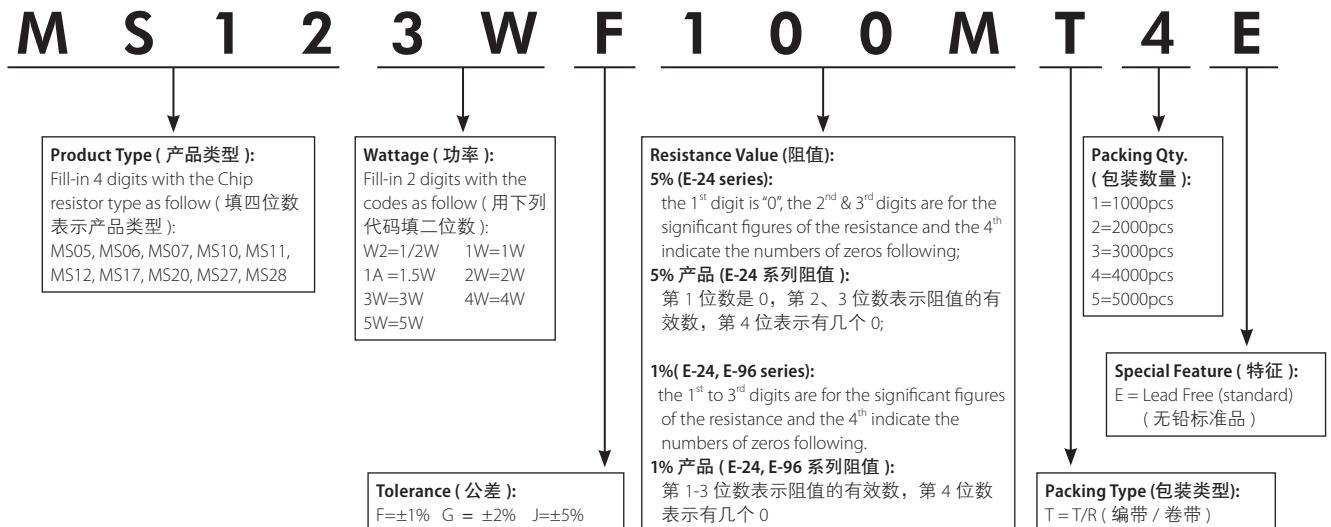 M S 1 2 3 W F 1 0 0 M T 4 E
Product Type ( 产品类型 ):
Fill-in 4 digits with the Chip
resistor type as follow ( 填四位数
表示产品类型 ):
MS05, MS06, MS07, MS10, MS11,
MS12, MS17, MS20, MS27, MS28
Wattage ( 功率 ):
Fill-in 2 digits with the
codes as follow ( 用下列
代码填二位数 ):
W2=1/2W 1W=1W
1A =1.5W 2W=2W
3W=3W 4W=4W
5W=5W
Tolerance ( 公差 ):
F=±1% G = ±2% J=±5%
Resistance Value (阻值):
5% (E-24 series):
the 1st digit is “0”, the 2nd & 3rd digits are for the
significant figures of the resistance and the 4th
indicate the numbers of zeros following;
5% 产品 (E-24 系列阻值 ):
第 1 位数是 0，第 2、3 位数表示阻值的有
效数，第 4 位表示有几个 0;
1%( E-24, E-96 series):
the 1st to 3rd digits are for the significant figures
of the resistance and the 4th indicate the
numbers of zeros following.
1% 产品 ( E-24, E-96 系列阻值 ):
第 1-3 位数表示阻值的有效数，第 4 位数
表示有几个 0
Packing Qty.
( 包装数量 ):
1=1000pcs
2=2000pcs
3=3000pcs
4=4000pcs
5=5000pcs
Special Feature ( 特征 ):
E = Lead Free (standard)
( 无铅标准品 )
Packing Type (包装类型):
T = T/R ( 编带 / 卷带 )